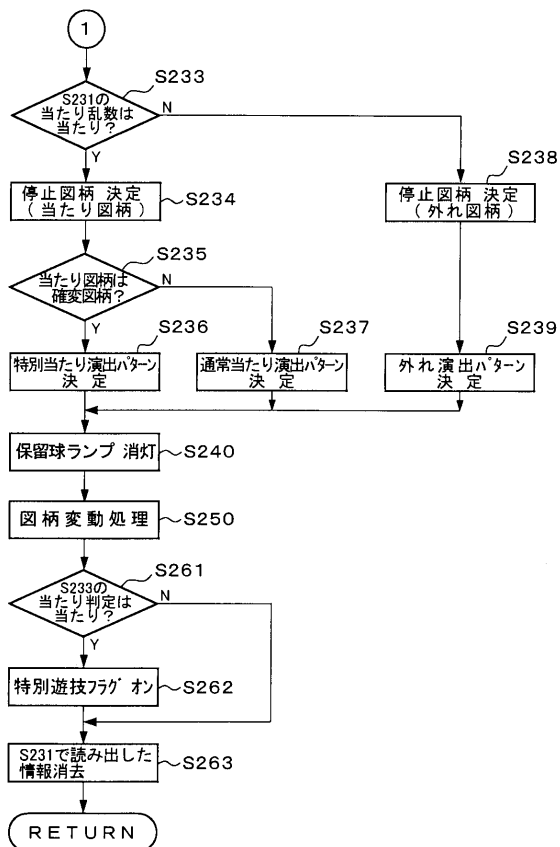 1
S233
S231の
当たり乱数は
当たり?
N
Y
S238
停止図柄 決定
(当たり図柄)
S234
停止図柄 決定
(外れ図柄)
S235
当たり図柄は
確変図柄?
N
Y
S236
S237
S239
特別当たり演出パターン
決 定
通常当たり演出パターン
決 定
外れ演出パターン
決 定
保留球ランプ 消灯
S240
図柄変動処理
S250
S261
S233の
当たり判定は
当たり?
N
Y
特別遊技フラグ オン
S262
S231で読み出した
情報消去
S263
RETURN